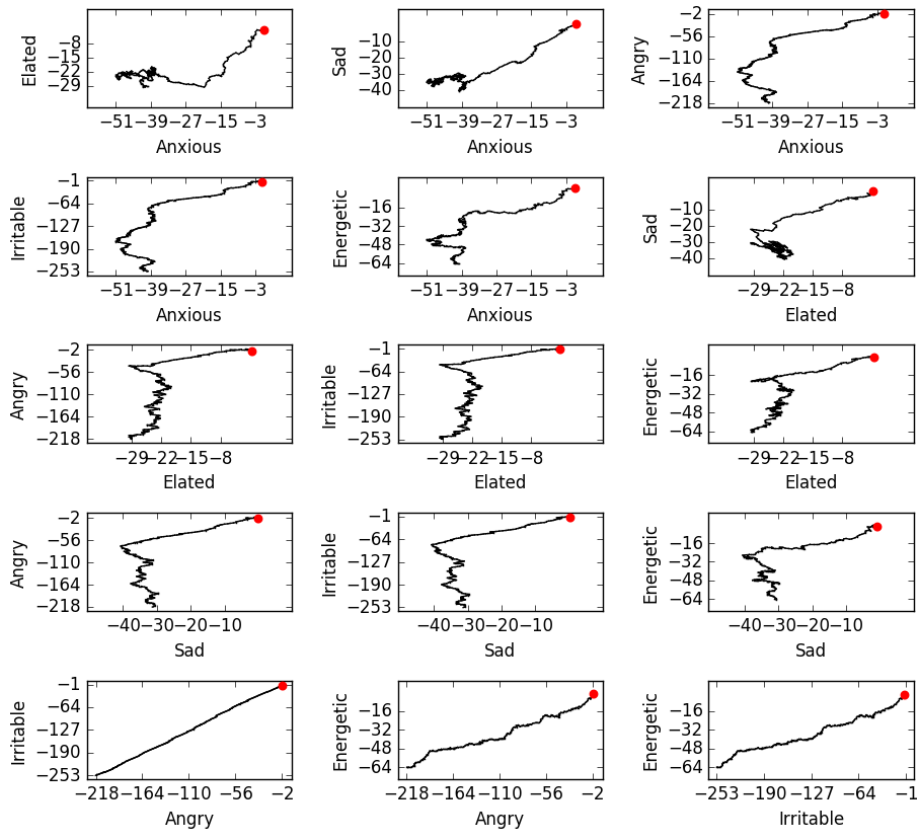 Elated
−8
−15
−22
−29
−51 −39 −27 −15 −3
Anxious
Sad
−10
−20
−30
−40
−51 −39 −27 −15 −3
Anxious
Angry
−2
−56
−110
−164
−218
−51 −39 −27 −15 −3
Anxious
Irritable
−1
−64
−127
−190
−253
−51 −39 −27 −15 −3
Anxious
Energetic
−16
−32
−48
−64
−51 −39 −27 −15 −3
Anxious
Sad
−10
−20
−30
−40
−29 −22 −15 −8
Elated
Angry
−2
−56
−110
−164
−218
−29 −22 −15 −8
Elated
Irritable
−1
−64
−127
−190
−253
−29 −22 −15 −8
Elated
Energetic
−16
−32
−48
−64
−29 −22 −15 −8
Elated
Angry
−2
−56
−110
−164
−218
−40 −30 −20 −10
Sad
Irritable
−1
−64
−127
−190
−253
−40 −30 −20 −10
Sad
Energetic
−16
−32
−48
−64
−40 −30 −20 −10
Sad
Irritable
−1
−64
−127
−190
−253
−218 −164 −110 −56 −2
Angry
Energetic
−16
−32
−48
−64
−218 −164 −110 −56 −2
Angry
Energetic
−16
−32
−48
−64
−253 −190 −127 −64 −1
Irritable